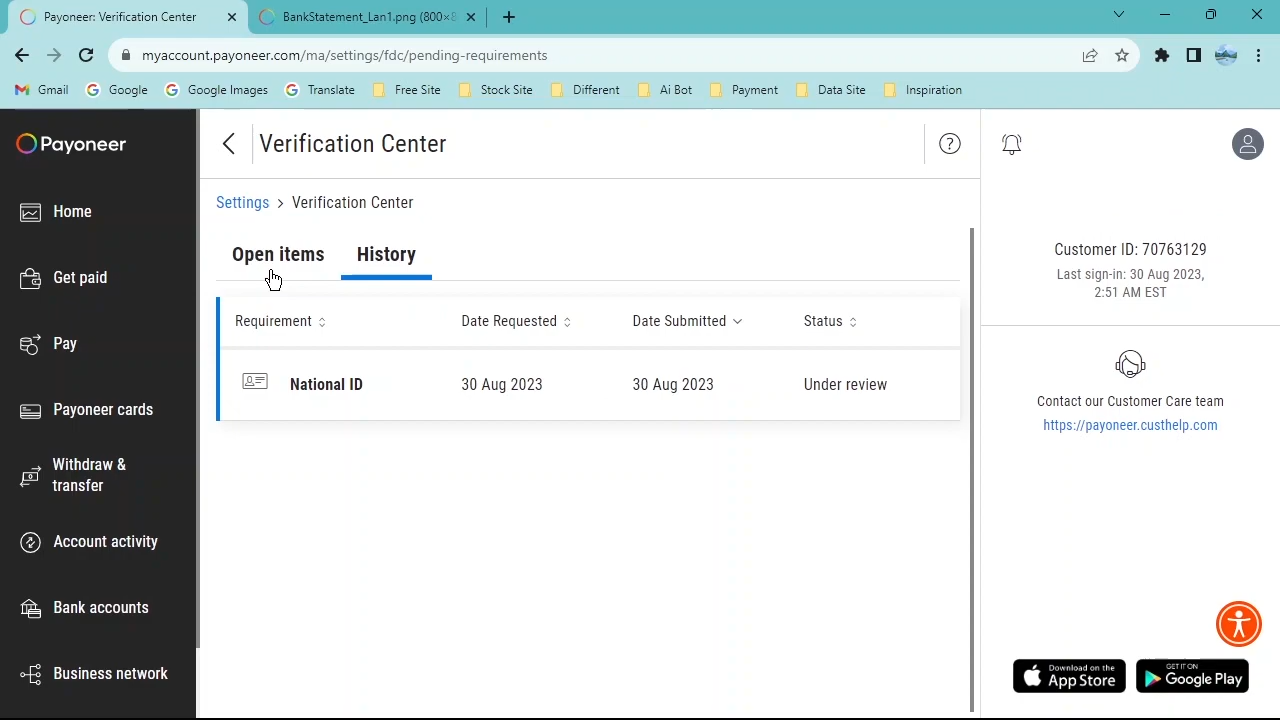 Payoneer: Verification Center
BankStatement_Lan1.png (800×8
myaccount.payoneer.com/ma/settings/fdc/pending-requirements
Gmail
Google
Google Images
Translate
Free Site
Stock Site
Different
Ai Bot
Payment
Data Site
Inspiration
Payoneer
Home
Get paid
Pay
Payoneer cards
Withdraw &
transfer
Account activity
Bank accounts
Business network
Verification Center
?
Settings > Verification Center
Open items
History
Requirement
Date Requested
Date Submitted
Status
National ID
30 Aug 2023
30 Aug 2023
Under review
Customer ID: 70763129
Last sign-in: 30 Aug 2023,
2:51 AM EST
Contact our Customer Care team
https://payoneer.custhelp.com
Download on the
App Store
GET IT ON
Google Play